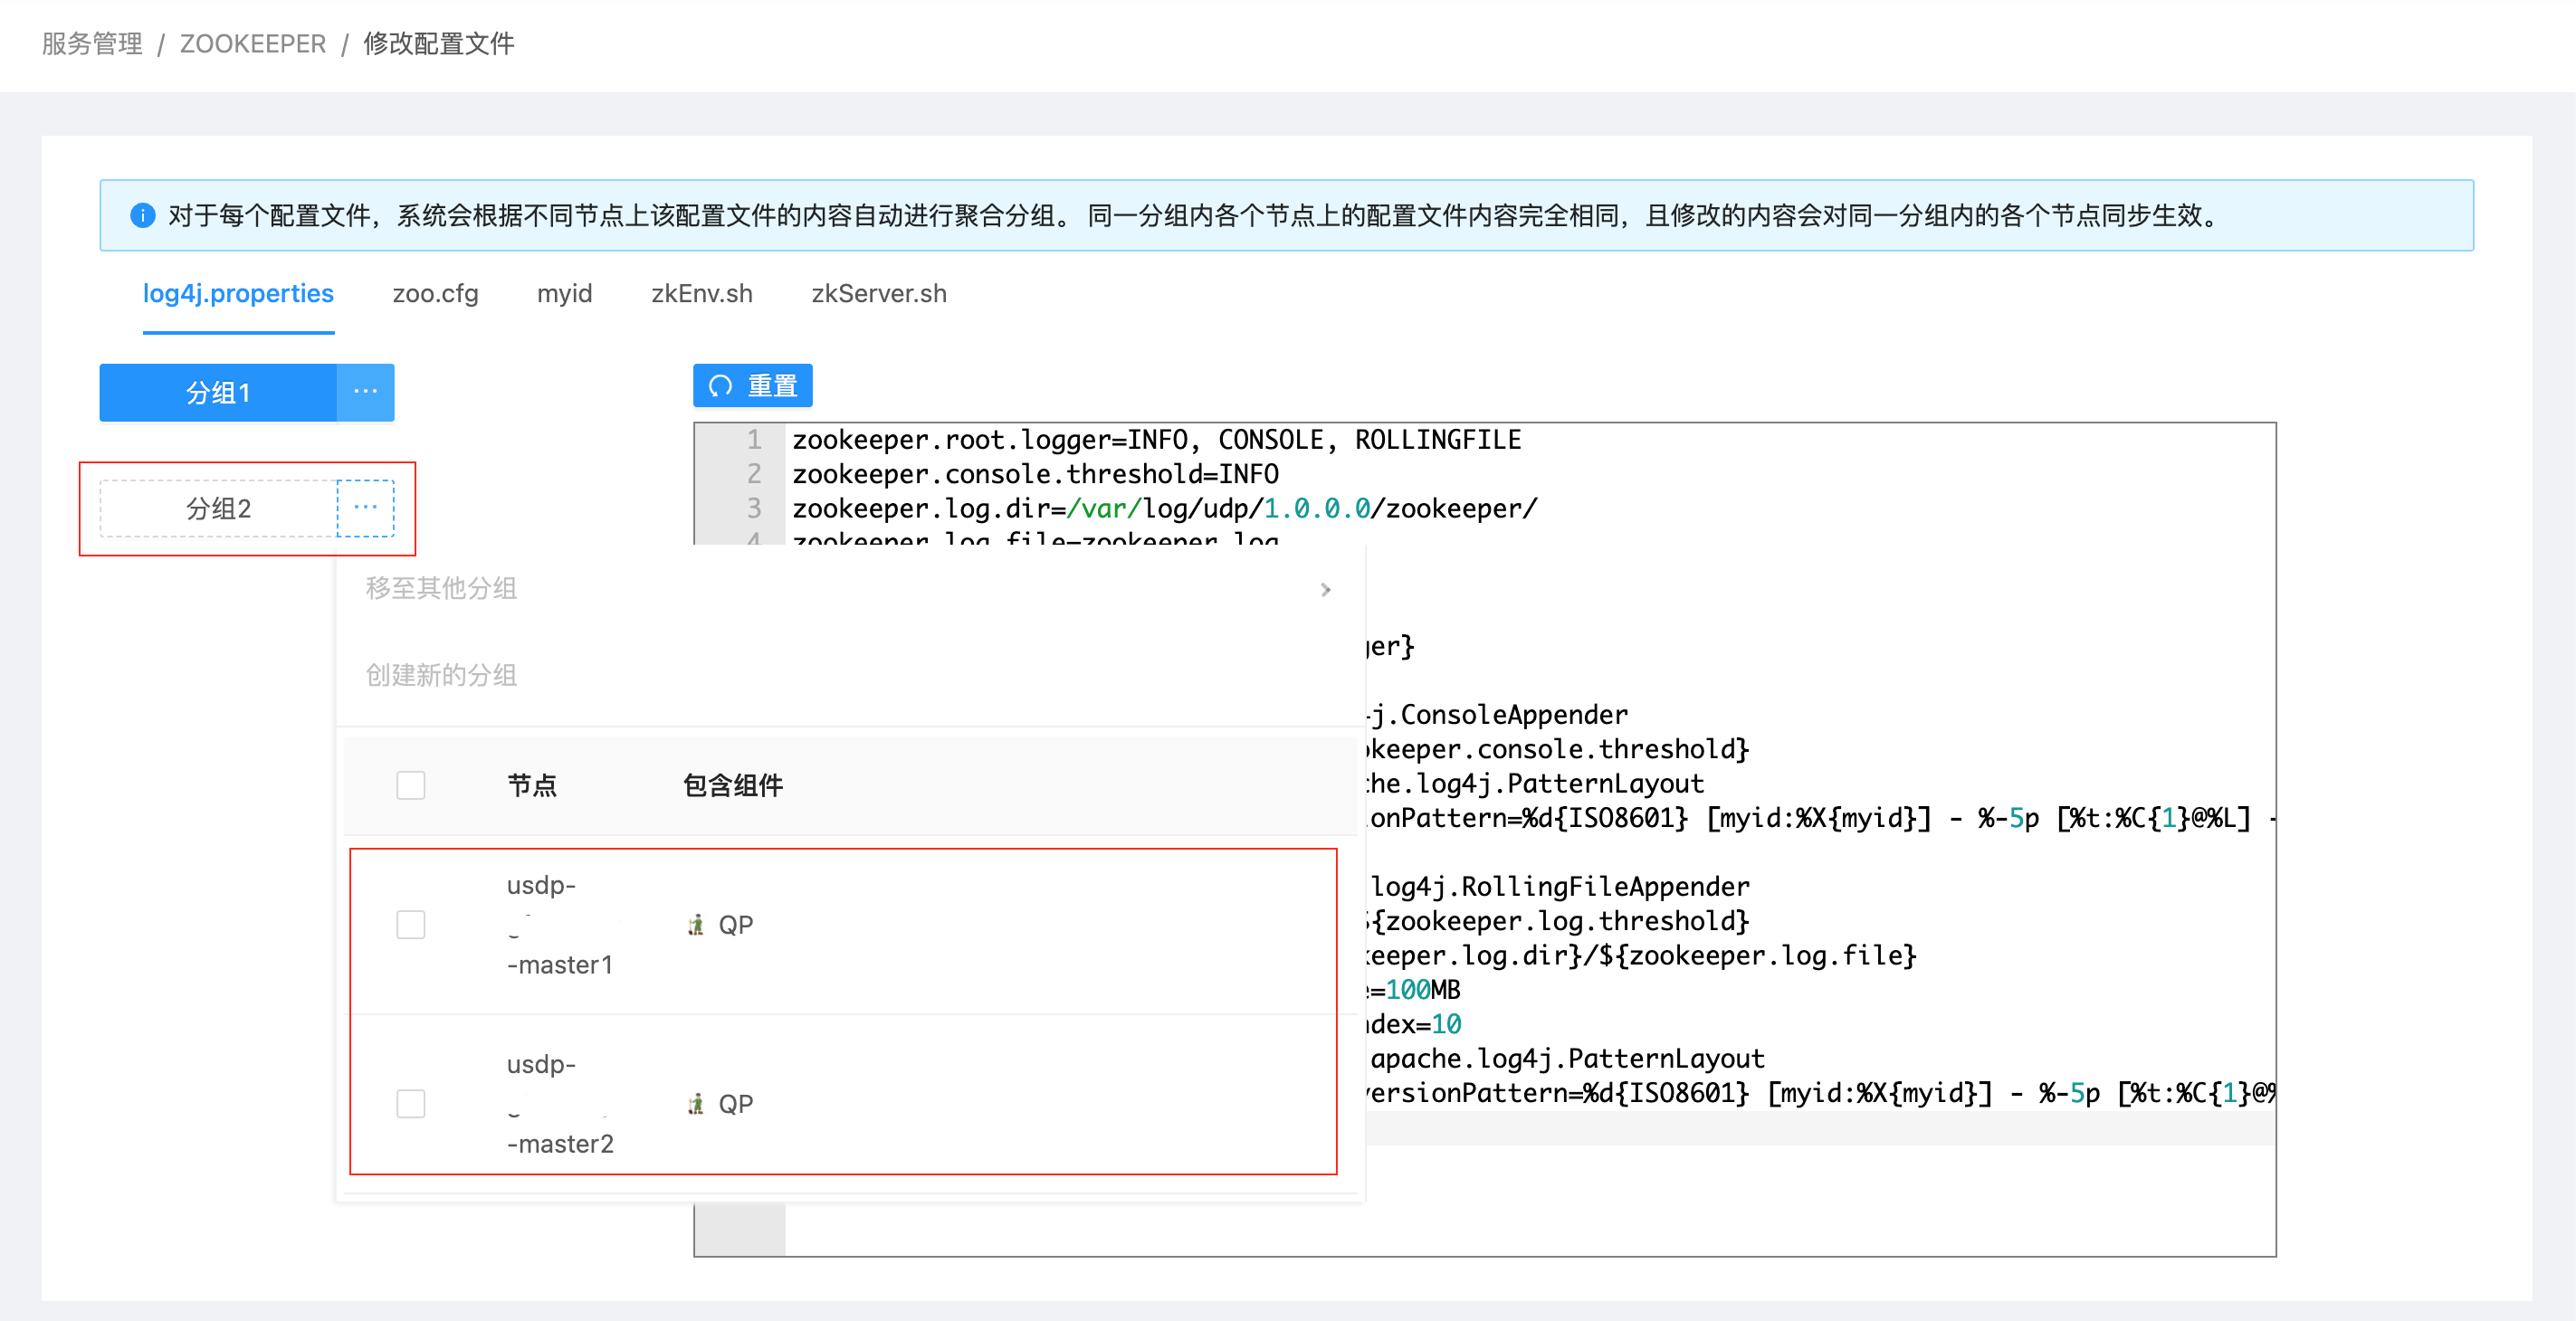 服务管理 / ZOOKEEPER / 修改配置文件
对于每个配置文件，系统会根据不同节点上该配置文件的内容自动进行聚合分组。 同一分组内各个节点上的配置文件内容完全相同，且修改的内容会对同一分组内的各个节点同步生效。
log4j.properties zoo.cfg myid zkEnv.sh zkServer.sh
分组1 ···
重置
分组2 ···
1 zookeeper.root.logger=INFO, CONSOLE, ROLLINGFILE
2 zookeeper.console.threshold=INFO
3 zookeeper.log.dir=/var/log/udp/1.0.0.0/zookeeper/
4 zookeeper.log.file=zookeeper.log
移至其他分组
创建新的分组
节点 包含组件
usdp-
-master1
QP
usdp-
-master2
QP
ger}
j.ConsoleAppender
okeeper.console.threshold}
che.log4j.PatternLayout
ionPattern=%d{ISO8601} [myid:%X{myid}] - %-5p [%t:%C{1}@%L] -
log4j.RollingFileAppender
${zookeeper.log.threshold}
keeper.log.dir}/${zookeeper.log.file}
e=100MB
ndex=10
apache.log4j.PatternLayout
versionPattern=%d{ISO8601} [myid:%X{myid}] - %-5p [%t:%C{1}@%